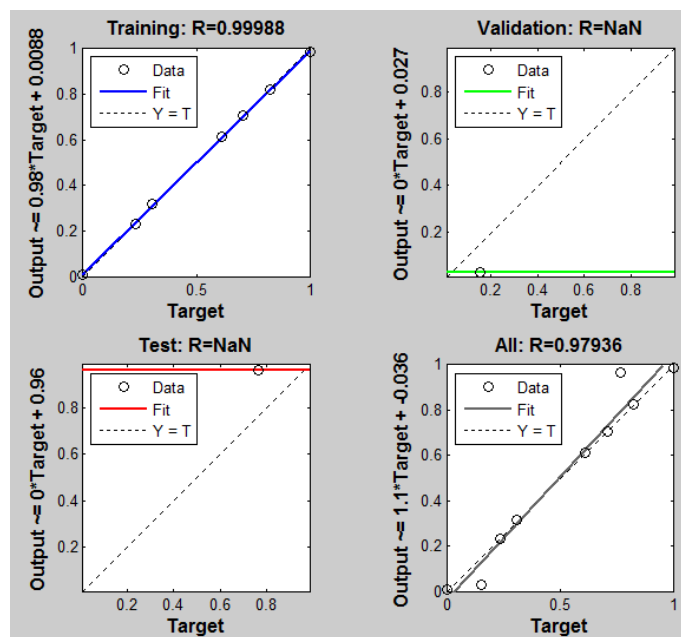 Training: R=0.99988
Output ~= 0.98*Target + 0.0088
1
0.8
0.6
0.4
0.2
0
0
0.5
1
Data
Fit
Y = T
Target
Validation: R=NaN
Output ~= 0*Target + 0.027
0.8
0.6
0.4
0.2
0.2
0.4
0.6
0.8
Data
Fit
Y = T
Target
Test: R=NaN
Output ~= 0*Target + 0.96
0.8
0.6
0.4
0.2
0.2
0.4
0.6
0.8
Data
Fit
Y = T
Target
All: R=0.97936
Output ~= 1.1*Target + -0.036
1
0.8
0.6
0.4
0.2
0
0
0.5
1
Data
Fit
Y = T
Target